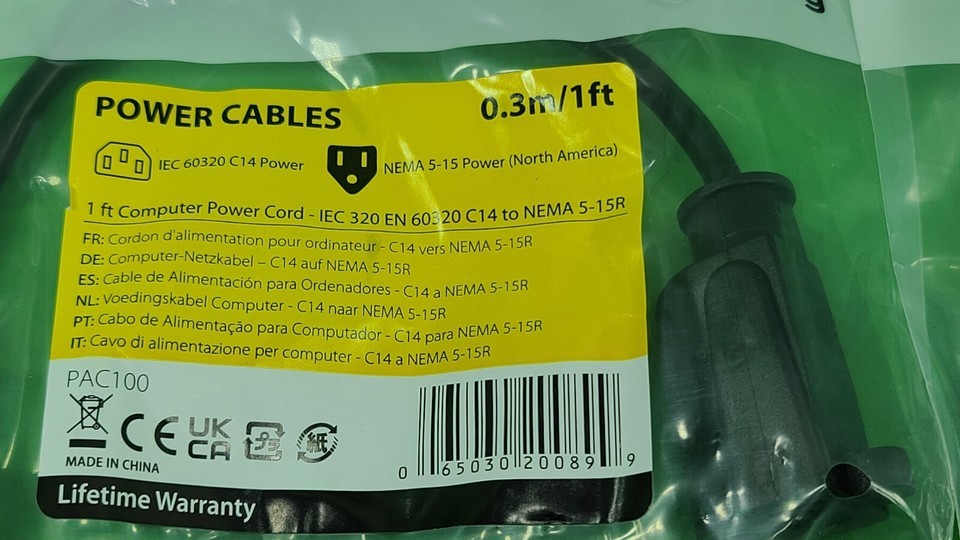 POWER CABLES
0.3m/1ft
IEC 60320 C14 Power
NEMA 5-15 Power (North America)
1 ft Computer Power Cord - IEC 320 EN 60320 C14 to NEMA 5-15R
FR: Cordon d'alimentation pour ordinateur - C14 vers NEMA 5-15R
DE: Computer-Netzkabel – C14 auf NEMA 5-15R
ES: Cable de Alimentación para Ordenadores - C14 a NEMA 5-15R
NL: Voedingskabel Computer - C14 naar NEMA 5-15R
PT: Cabo de Alimentação para Computador - C14 para NEMA 5-15R
IT: Cavo di alimentazione per computer - C14 a NEMA 5-15R
PAC100
CE UK CA
紙
MADE IN CHINA
0 65030 20089 9
Lifetime Warranty